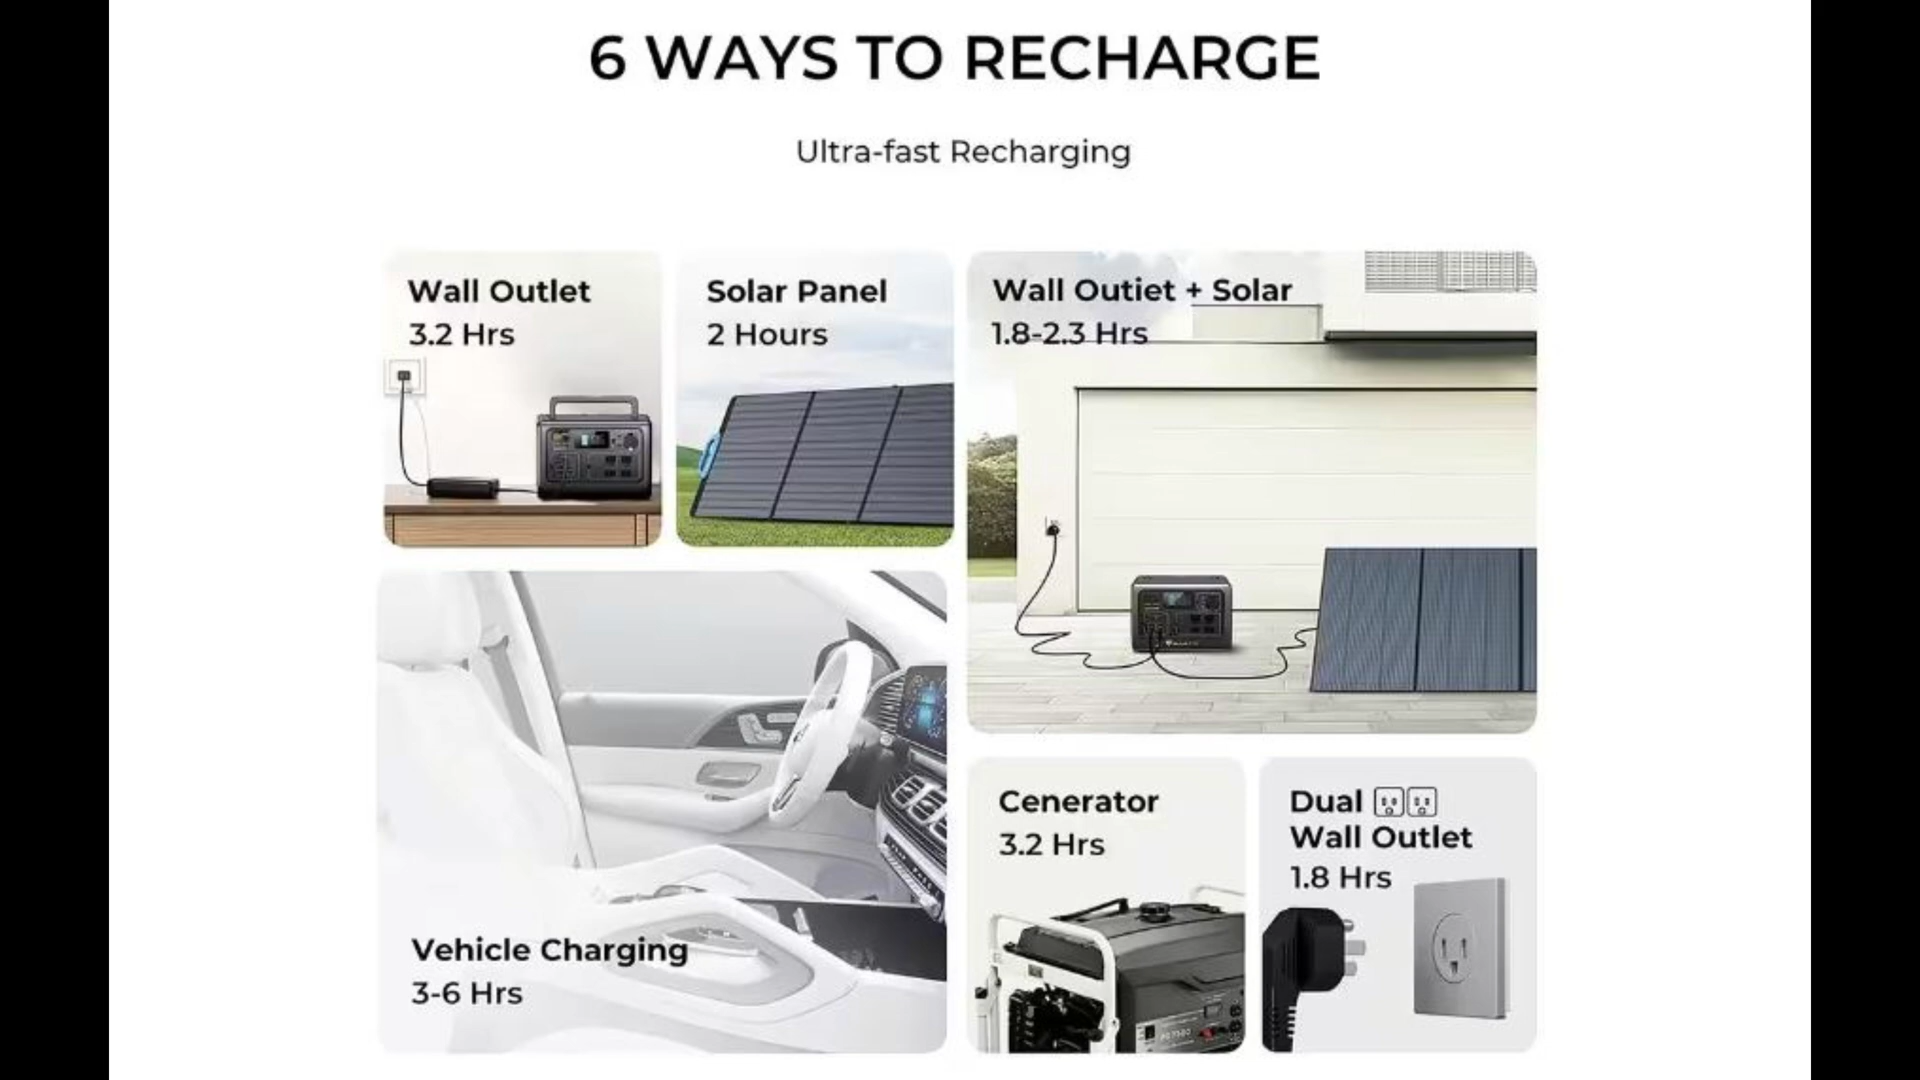 6 WAYS TO RECHARGE
Ultra-fast Recharging
Wall Outlet
3.2 Hrs
Solar Panel
2 Hours
Wall Outiet + Solar
1.8-2.3 Hrs
Vehicle Charging
3-6 Hrs
Cenerator
3.2 Hrs
Dual
Wall Outlet
1.8 Hrs